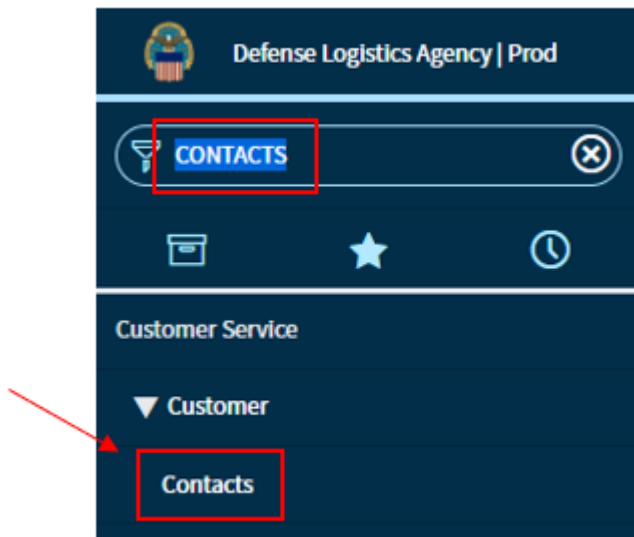 Defense Logistics Agency | Prod
CONTACTS
Customer Service
Customer
Contacts